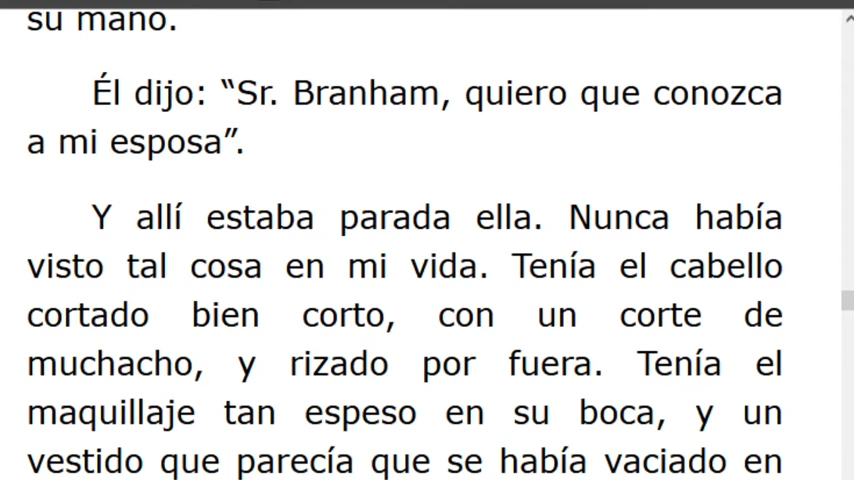 su mano.
Él dijo: “Sr. Branham, quiero que conozca
a mi esposa”.
Y allí estaba parada ella. Nunca había
visto tal cosa en mi vida. Tenía el cabello
cortado bien corto, con un corte de
muchacho, y rizado por fuera. Tenía el
maquillaje tan espeso en su boca, y un
vestido que parecía que se había vaciado en